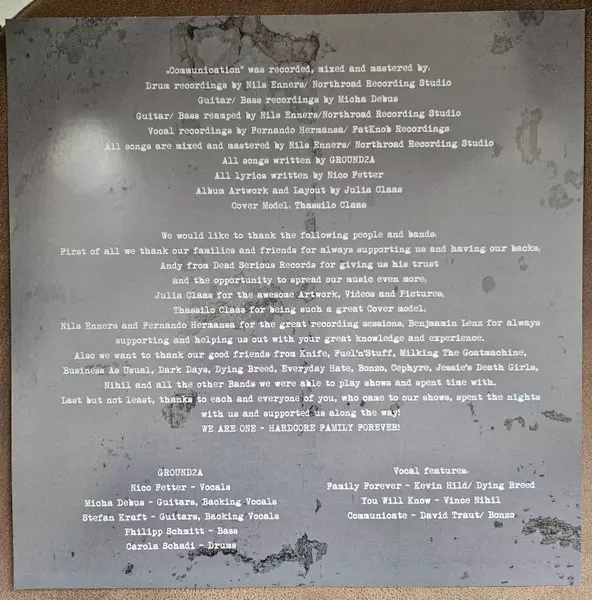 „Communication" was recorded, mixed and mastered by:
Drum recordings by Nils Enners/ Northroad Recording Studio
Guitar/ Bass recordings by Micha Debus
Guitar/ Bass reamped by Nils Enners/Northroad Recording Studio
Vocal recordings by Fernando Hermansa/ FatKnob Recordings
All songs are mixed and mastered by Nils Enners/ Northroad Recording Studio
All songs written by GROUND2A
All lyrics written by Nico Fetter
Album Artwork and Layout by Julia Claas
Cover Model: Thassilo Claas
We would like to thank the following people and bands:
First of all we thank our families and friends for always supporting us and having our backs;
Andy from Dead Serious Records for giving us his trust
and the opportunity to spread our music even more;
Julia Claas for the awesome Artwork, Videos and Pictures;
Thassilo Claas for being such a great Cover model;
Nils Enners and Fernando Hermansa for the great recording sessions; Benjamin Lenz for always
supporting and helping us out with your great knowledge and experience.
Also we want to thank our good friends from Knife, Fuel'n'Stuff, Milking The Goatmachine,
Business As Usual, Dark Days, Dying Breed, Everyday Hate, Bonzo, Cephyre, Jessie's Death Girls,
Nihil and all the other Bands we were able to play shows and spent time with.
Last but not least, thanks to each and everyone of you, who came to our shows, spent the nights
with us and supported us along the way!
WE ARE ONE - HARDCORE FAMILY FOREVER!
GROUND2A
Nico Fetter - Vocals
Micha Debus - Guitars, Backing Vocals
Stefan Kraft - Guitars, Backing Vocals
Philipp Schmitt - Bass
Carola Schadi - Drums
Vocal features:
Family Forever - Kevin Hild/ Dying Breed
You Will Know - Vince Nihil
Communicate - David Traut/ Bonzo